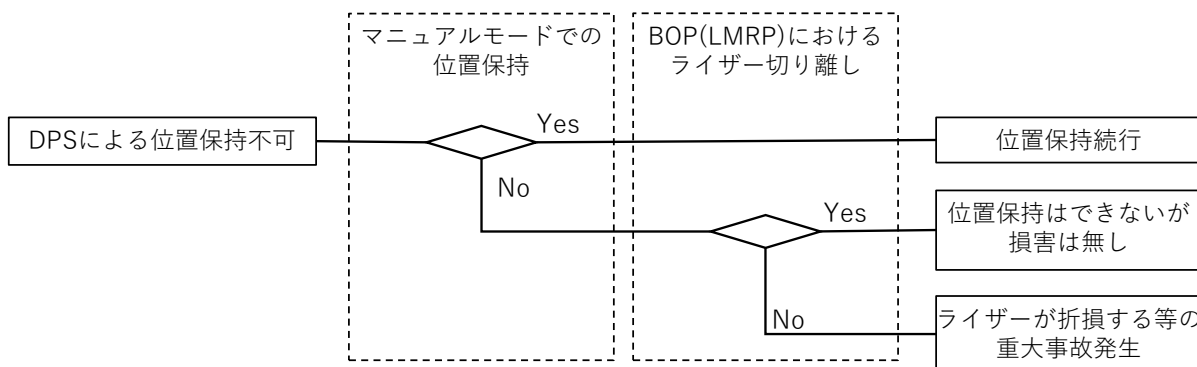 マニュアルモードでの
位置保持
BOP(LMRP)における
ライザー切り離し
DPSによる位置保持不可
Yes
位置保持続行
No
Yes
位置保持はできないが
損害は無し
No
ライザーが折損する等の
重大事故発生